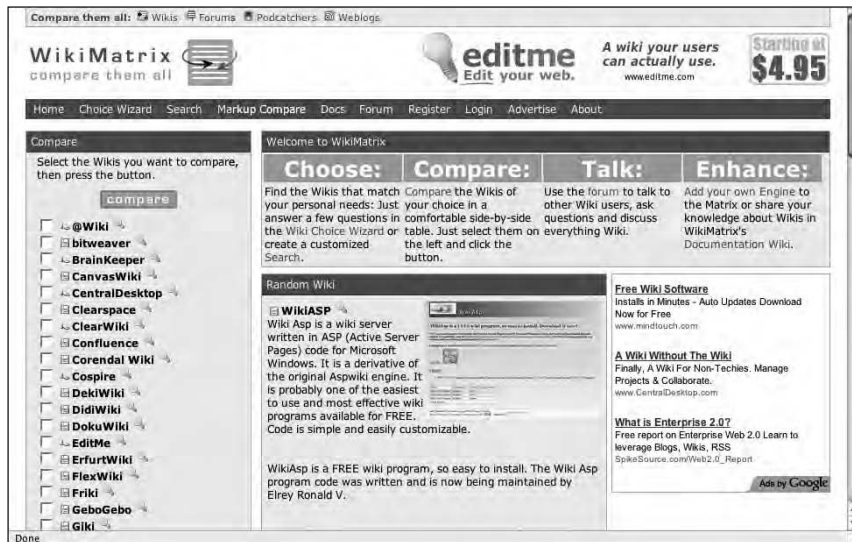 Compare them all: Wikis Forums Podcatchers Weblogs
WikiMatrix
compare them all
editme
Edit your web.
A wiki your users
can actually use.
www.editme.com
Starting at
$4.95
Home Choice Wizard Search Markup Compare Docs Forum Register Login Advertise About
Compare
Select the Wikis you want to compare,
then press the button.
compare
@Wiki
bitweaver
BrainKeeper
CanvasWiki
CentralDesktop
Clearspace
ClearWiki
Confluence
Corendal Wiki
Cospire
DekiWiki
DidiWiki
DokuWiki
EditMe
ErfurtWiki
FlexWiki
Friki
GeboGebo
Giki
Welcome to WikiMatrix
Choose:
Find the Wikis that match
your personal needs: Just
answer a few questions in
the Wiki Choice Wizard or
create a customized
Search.
Compare:
Compare the Wikis of
your choice in a
comfortable side-by-side
table. Just select them on
the left and click the
button.
Talk:
Use the forum to talk to
other Wiki users, ask
questions and discuss
everything Wiki.
Enhance:
Add your own Engine to
the Matrix or share your
knowledge about Wikis in
WikiMatrix's
Documentation Wiki.
Random Wiki
WikiASP
Wiki Asp is a wiki server
written in ASP (Active Server
Pages) code for Microsoft
Windows. It is a derivative of
the original Aspwiki engine. It
is probably one of the easiest
to use and most effective wiki
programs available for FREE.
Code is simple and easily customizable.
WikiAsp is a FREE wiki program, so easy to install. The Wiki Asp
program code was written and is now being maintained by
Elrey Ronald V.
Free Wiki Software
Installs in Minutes - Auto Updates Download
Now for Free
www.mindtouch.com
A Wiki Without The Wiki
Finally, A Wiki For Non-Techies. Manage
Projects & Collaborate.
www.CentralDesktop.com
What is Enterprise 2.0?
Free report on Enterprise Web 2.0 Learn to
leverage Blogs, Wikis, RSS
SpikeSource.com/Web2.0_Report
Ads by Google
Done